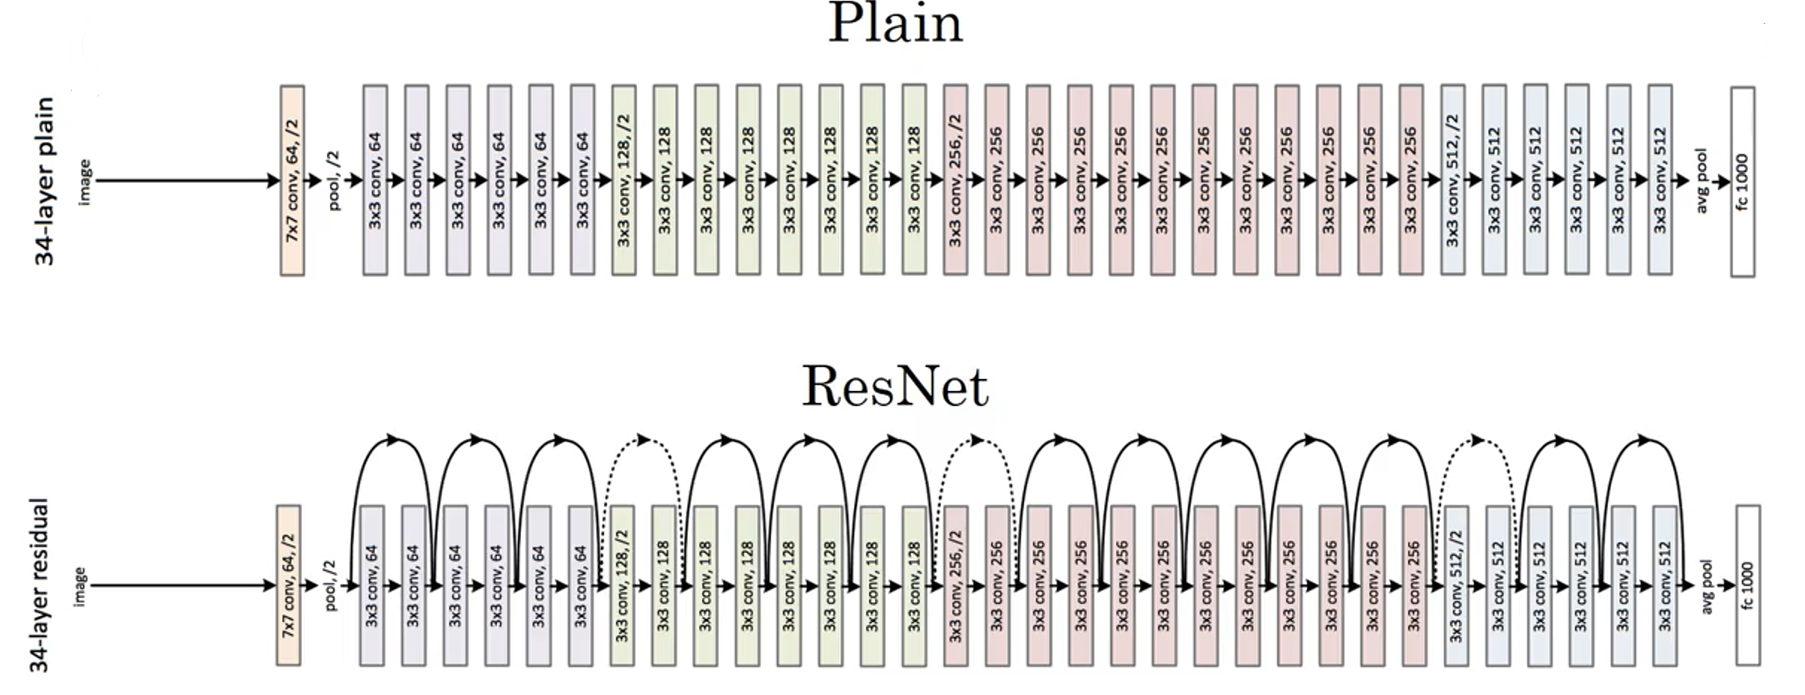 Plain
34-layer plain
image
7x7 conv, 64, /2
pool, /2
3x3 conv, 64
3x3 conv, 64
3x3 conv, 64
3x3 conv, 64
3x3 conv, 64
3x3 conv, 64
3x3 conv, 128, /2
3x3 conv, 128
3x3 conv, 128
3x3 conv, 128
3x3 conv, 128
3x3 conv, 128
3x3 conv, 128
3x3 conv, 128
3x3 conv, 256, /2
3x3 conv, 256
3x3 conv, 256
3x3 conv, 256
3x3 conv, 256
3x3 conv, 256
3x3 conv, 256
3x3 conv, 256
3x3 conv, 256
3x3 conv, 256
3x3 conv, 256
3x3 conv, 256
3x3 conv, 512, /2
3x3 conv, 512
3x3 conv, 512
3x3 conv, 512
3x3 conv, 512
3x3 conv, 512
avg pool
fc 1000
ResNet
34-layer residual
image
7x7 conv, 64, /2
pool, /2
3x3 conv, 64
3x3 conv, 64
3x3 conv, 64
3x3 conv, 64
3x3 conv, 64
3x3 conv, 64
3x3 conv, 128, /2
3x3 conv, 128
3x3 conv, 128
3x3 conv, 128
3x3 conv, 128
3x3 conv, 128
3x3 conv, 128
3x3 conv, 128
3x3 conv, 256, /2
3x3 conv, 256
3x3 conv, 256
3x3 conv, 256
3x3 conv, 256
3x3 conv, 256
3x3 conv, 256
3x3 conv, 256
3x3 conv, 256
3x3 conv, 256
3x3 conv, 256
3x3 conv, 256
3x3 conv, 512, /2
3x3 conv, 512
3x3 conv, 512
3x3 conv, 512
3x3 conv, 512
3x3 conv, 512
avg pool
fc 1000